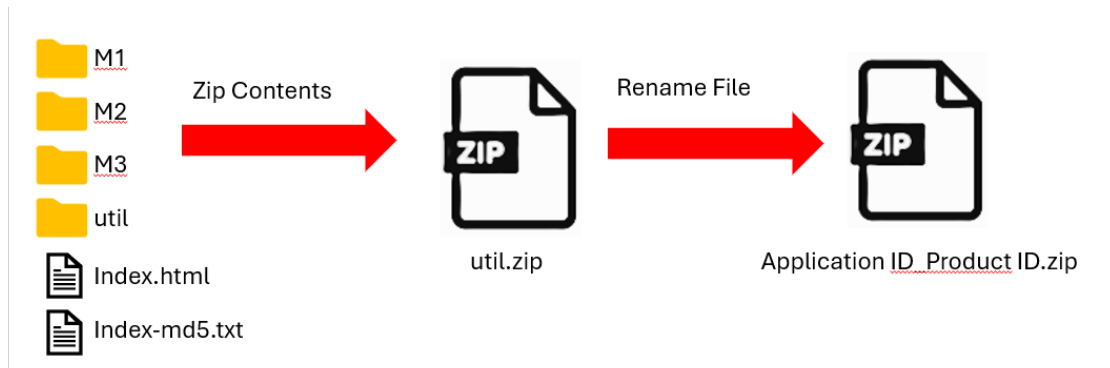 M1
M2
M3
util
Index.html
Index-md5.txt
Zip Contents
ZIP
util.zip
Rename File
ZIP
Application ID_Product ID.zip